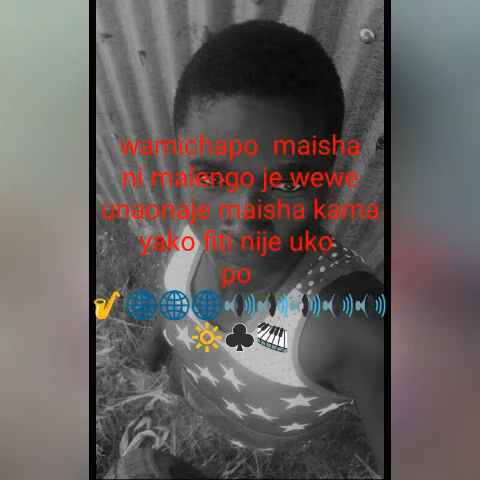 wamichapo maisha
ni malengo je wewe
unaonaje maisha kama
yako fiti nije uko
po
🎷🌐🌐🌐🔊🔊🔊🔊🔊
🔆♣🎹